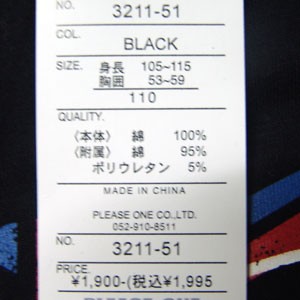 NO. 3211-51
COL.
BLACK
SIZE. 身長 105~115
胸囲 53~59
110
QUALITY.
〈本体〉 綿 100%
〈附属〉 綿 95%
ポリウレタン 5%
MADE IN CHINA
PLEASE ONE CO.,LTD.
052-910-8511
NO.
3211-51
PRICE.
¥1,900-(税込¥1,995